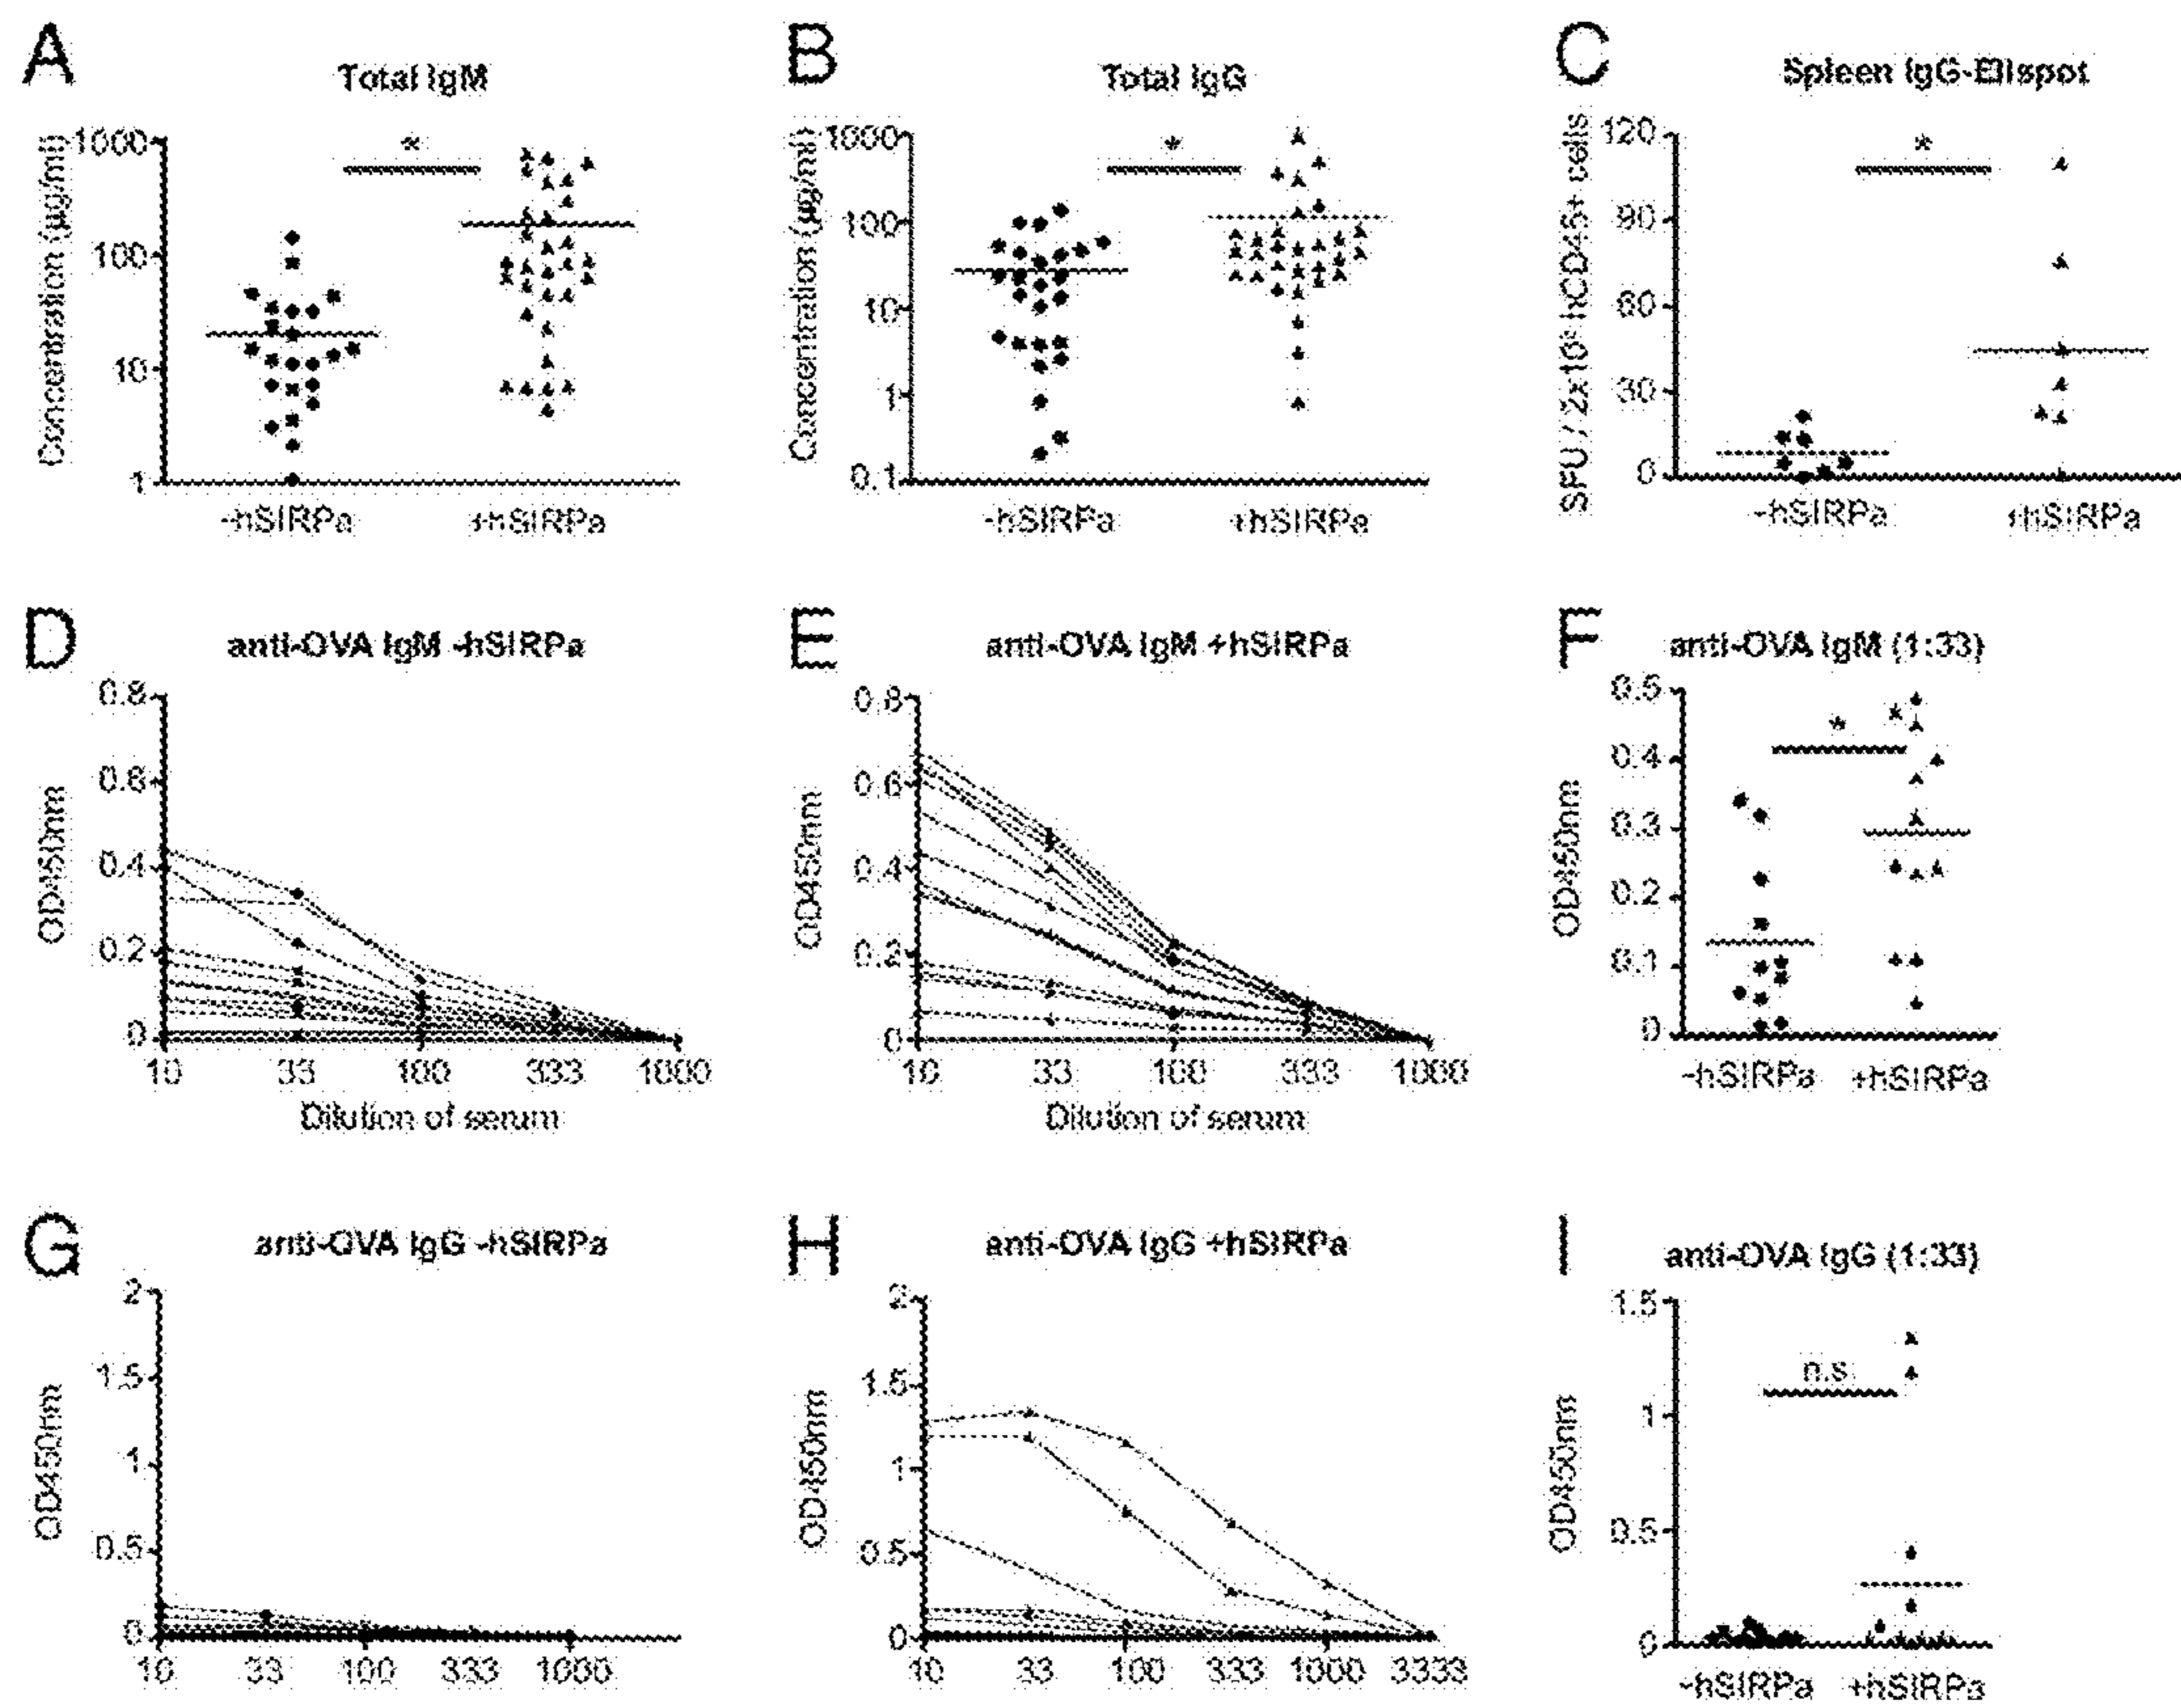 A
Total IgM
Concentration (µg/ml)
1000
100
10
1
*
-hSIRPa
+hSIRPa
B
Total IgG
Concentration (µg/ml)
1000
100
10
1
0.1
*
-hSIRPa
+hSIRPa
C
Spleen IgG-Ellspot
hCD45+ cells
120
90
60
30
0
*
-hSIRPa
+hSIRPa
D
anti-OVA IgM -hSIRPa
OD450nm
0.8
0.6
0.4
0.2
0
10 33 100 333 1000
Dilution of serum
E
anti-OVA IgM +hSIRPa
OD450nm
0.8
0.6
0.4
0.2
0
10 33 100 333 1000
Dilution of serum
F
anti-OVA IgM (1:33)
OD450nm
0.5
0.4
0.3
0.2
0.1
0
*
-hSIRPa
+hSIRPa
G
anti-OVA IgG -hSIRPa
OD450nm
2
1.5
1
0.5
0
10 33 100 333 1000
H
anti-OVA IgG +hSIRPa
OD450nm
2
1.5
1
0.5
0
10 33 100 333 1000 3333
I
anti-OVA IgG (1:33)
OD450nm
1.5
1
0.5
0
n.s.
-hSIRPa
+hSIRPa